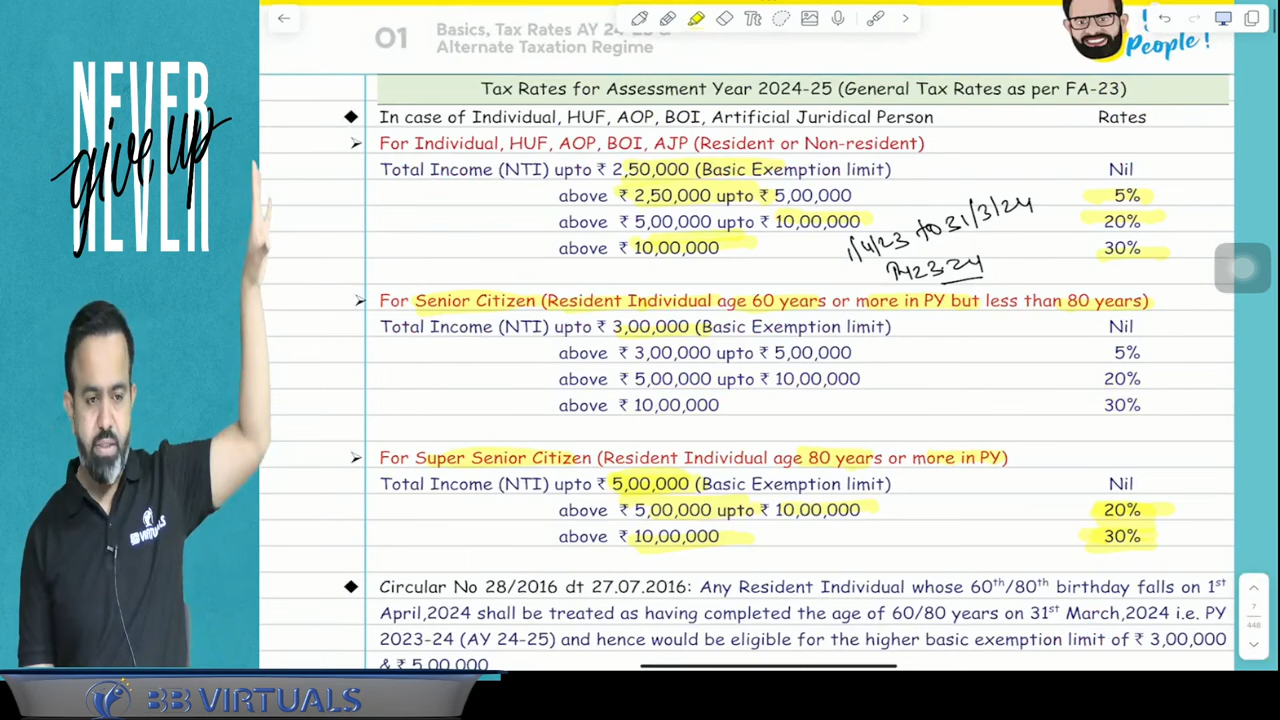 NEVER
give up
NEVER
01
Basics, Tax Rates AY 24-25 &
Alternate Taxation Regime
People !
Tax Rates for Assessment Year 2024-25 (General Tax Rates as per FA-23)
◆ In case of Individual, HUF, AOP, BOI, Artificial Juridical Person Rates
➢ For Individual, HUF, AOP, BOI, AJP (Resident or Non-resident)
Total Income (NTI) upto ₹ 2,50,000 (Basic Exemption limit) Nil
above ₹ 2,50,000 upto ₹ 5,00,000 5%
above ₹ 5,00,000 upto ₹ 10,00,000 20%
above ₹ 10,00,000 30%
1/4/23 to 31/3/24
PY23-24
➢ For Senior Citizen (Resident Individual age 60 years or more in PY but less than 80 years)
Total Income (NTI) upto ₹ 3,00,000 (Basic Exemption limit) Nil
above ₹ 3,00,000 upto ₹ 5,00,000 5%
above ₹ 5,00,000 upto ₹ 10,00,000 20%
above ₹ 10,00,000 30%
➢ For Super Senior Citizen (Resident Individual age 80 years or more in PY)
Total Income (NTI) upto ₹ 5,00,000 (Basic Exemption limit) Nil
above ₹ 5,00,000 upto ₹ 10,00,000 20%
above ₹ 10,00,000 30%
◆ Circular No 28/2016 dt 27.07.2016: Any Resident Individual whose 60th/80th birthday falls on 1st
April,2024 shall be treated as having completed the age of 60/80 years on 31st March,2024 i.e. PY
2023-24 (AY 24-25) and hence would be eligible for the higher basic exemption limit of ₹ 3,00,000
& ₹ 5,00,000
7
448
BB VIRTUALS
BB VIRTUALS